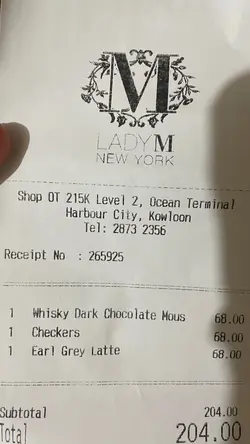 M
LADY M
NEW YORK
Shop OT 215K Level 2, Ocean Terminal
Harbour City, Kowloon
Tel: 2873 2356
Receipt No : 265925
1 Whisky Dark Chocolate Mous 68.00
1 Checkers 68.00
1 Earl Grey Latte 68.00
Subtotal 204.00
Total 204.00